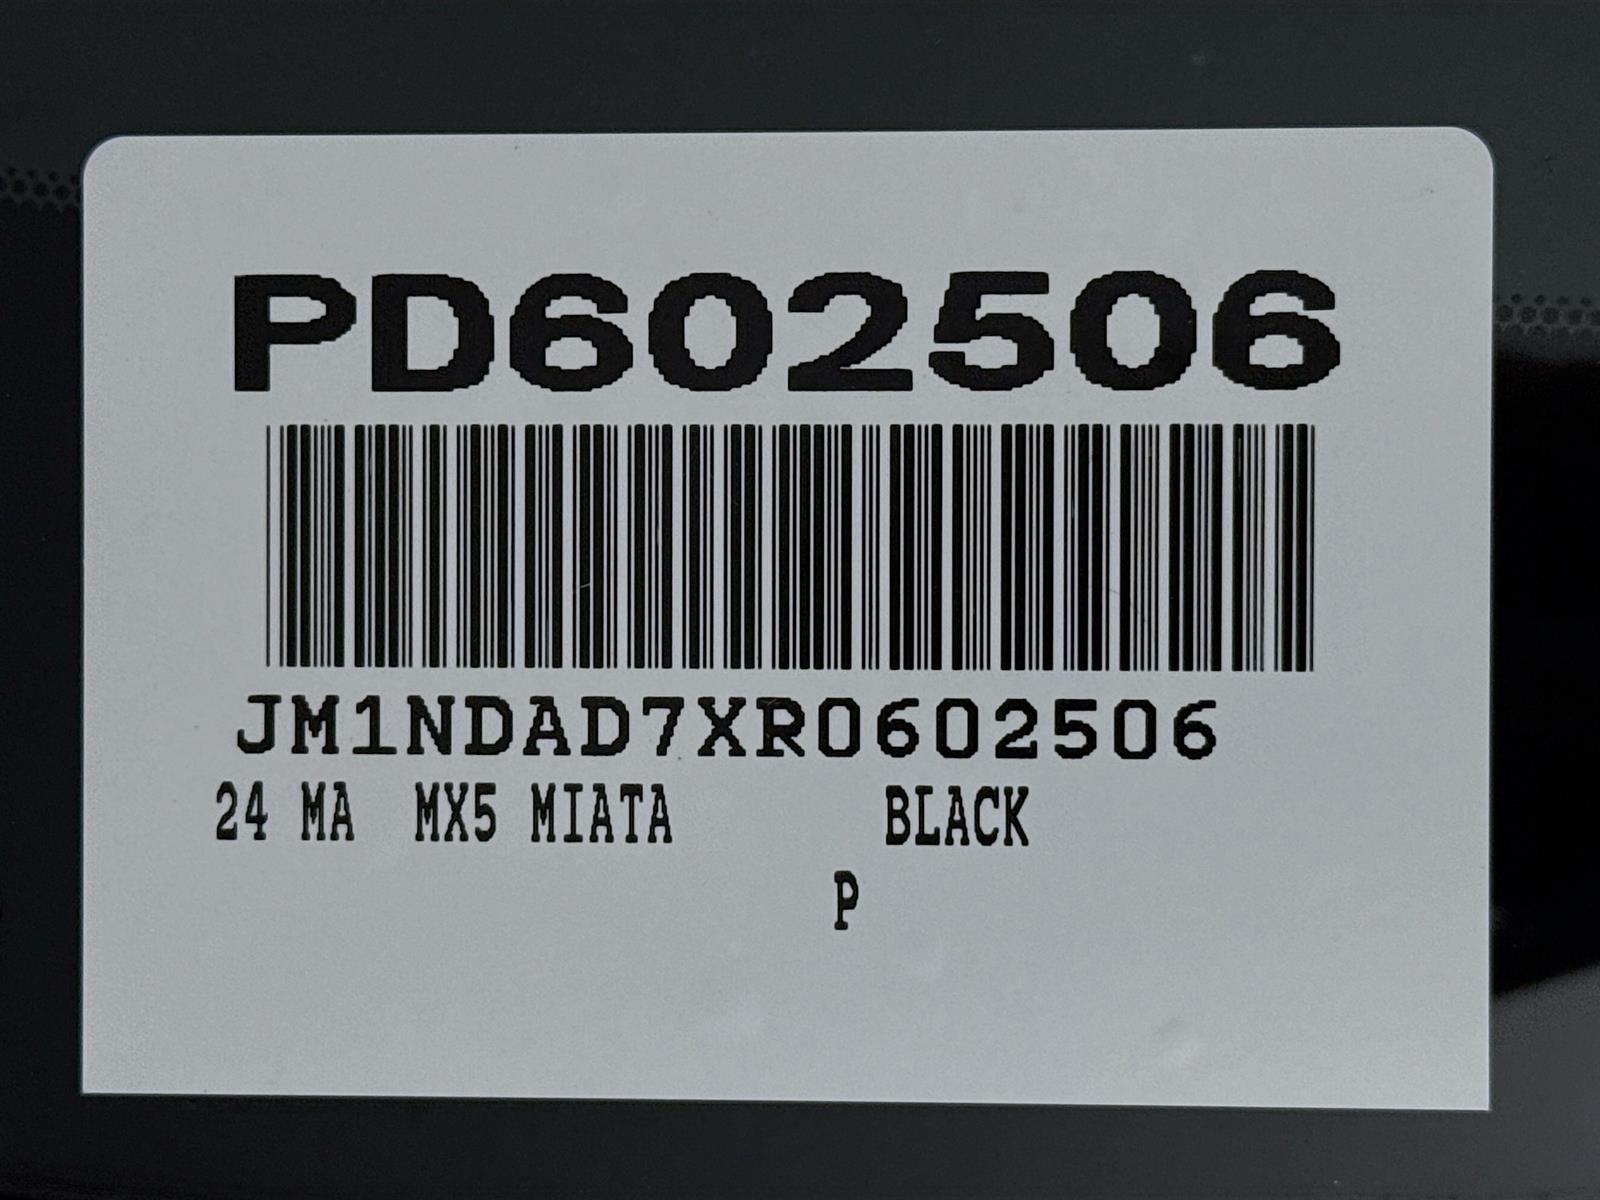 PD602506
JM1NDAD7XR0602506
24 MA MX5 MIATA BLACK
P